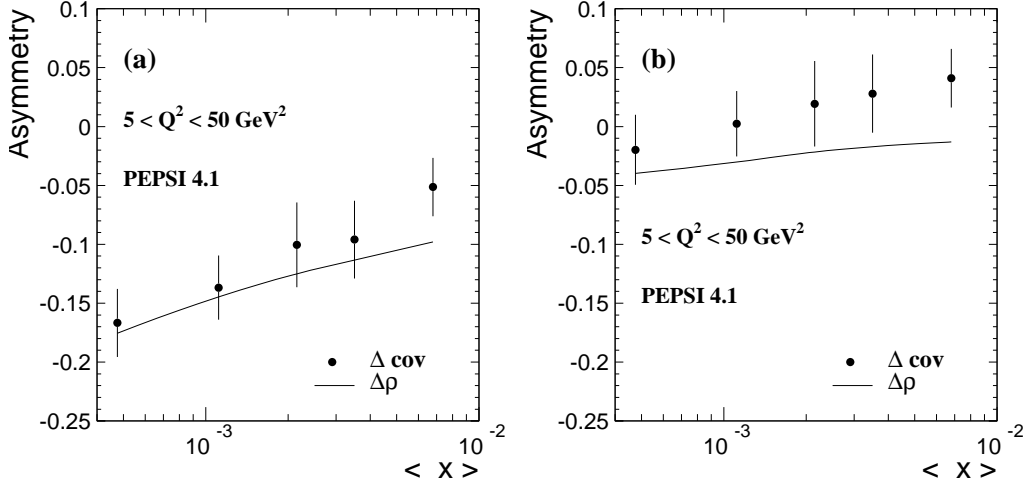 Asymmetry
0.1
0.05
0
-0.05
-0.1
-0.15
-0.2
-0.25
(a)
5 < Q² < 50 GeV²
PEPSI 4.1
Δ cov
Δρ
10⁻³
10⁻²
< x >
Asymmetry
0.1
0.05
0
-0.05
-0.1
-0.15
-0.2
-0.25
(b)
5 < Q² < 50 GeV²
PEPSI 4.1
Δ cov
Δρ
10⁻³
10⁻²
< x >